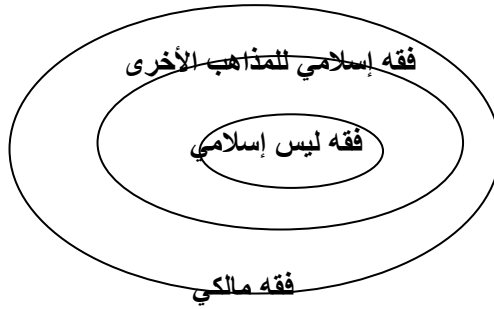 فقه إسلامي للمذاهب الأخرى
فقه ليس إسلامي
فقه مالكي